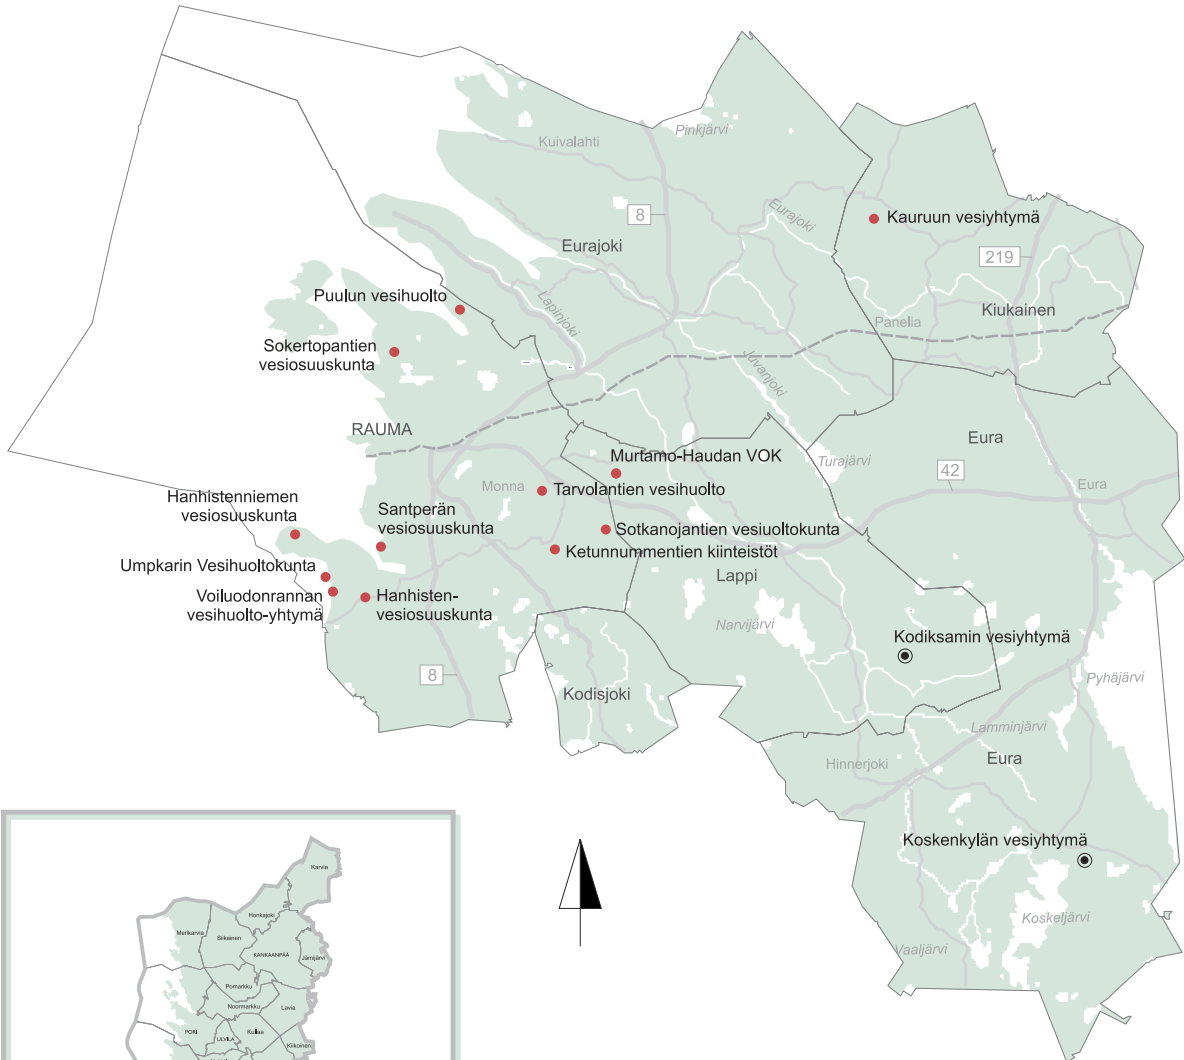 Kuivalahti
Pinkjärvi
8
Eurajoki
Eurajoki
Kauruun vesiyhtymä
219
Kiukainen
Panelia
Puulun vesihuolto
Lapinjoki
Sokertopantien
vesiosuuskunta
Juvanjoki
RAUMA
Eura
Murtamo-Haudan VOK
Turajärvi
42
Eura
Monna
Tarvolantien vesihuolto
Hanhistenniemen
vesiosuuskunta
Santperän
vesiosuuskunta
Sotkanojantien vesiuoltokunta
Ketunnummentien kiinteistöt
Lappi
Umpkarin Vesihuoltokunta
Voiluodonrannan
vesihuolto-yhtymä
Hanhisten-
vesiosuuskunta
Narvijärvi
Kodiksamin vesiyhtymä
8
Kodisjoki
Pyhäjärvi
Lamminjärvi
Hinnerjoki
Eura
Koskenkylän vesiyhtymä
Koskeljärvi
Vaaljärvi
Karvia
Honkajoki
Merikarvia
Siikainen
KANKAANPÄÄ
Jämijärvi
Pomarkku
Noormarkku
Lavia
PORI
ULVILA
Kullaa
Kiikoinen